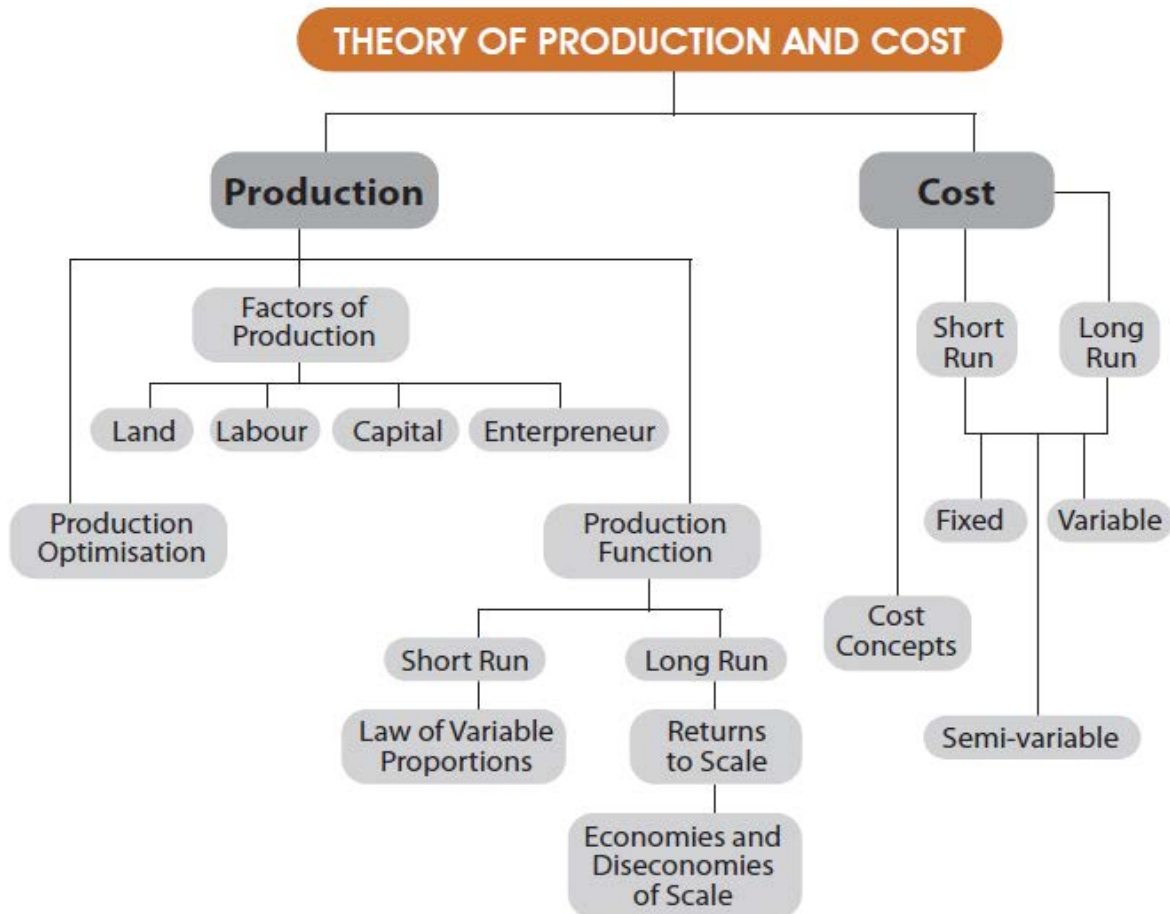 THEORY OF PRODUCTION AND COST
Production
Cost
Factors of
Production
Short
Run
Long
Run
Land
Labour
Capital
Enterpreneur
Production
Optimisation
Production
Function
Fixed
Variable
Cost
Concepts
Short Run
Long Run
Law of Variable
Proportions
Returns
to Scale
Semi-variable
Economies and
Diseconomies
of Scale